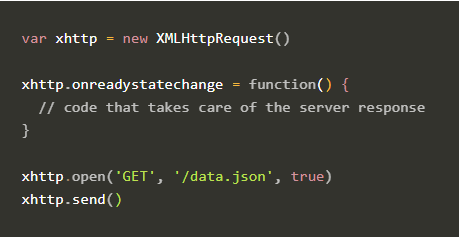 var xhttp = new XMLHttpRequest()
xhttp.onreadystatechange = function() {
// code that takes care of the server response
}
xhttp.open('GET', '/data.json', true)
xhttp.send()